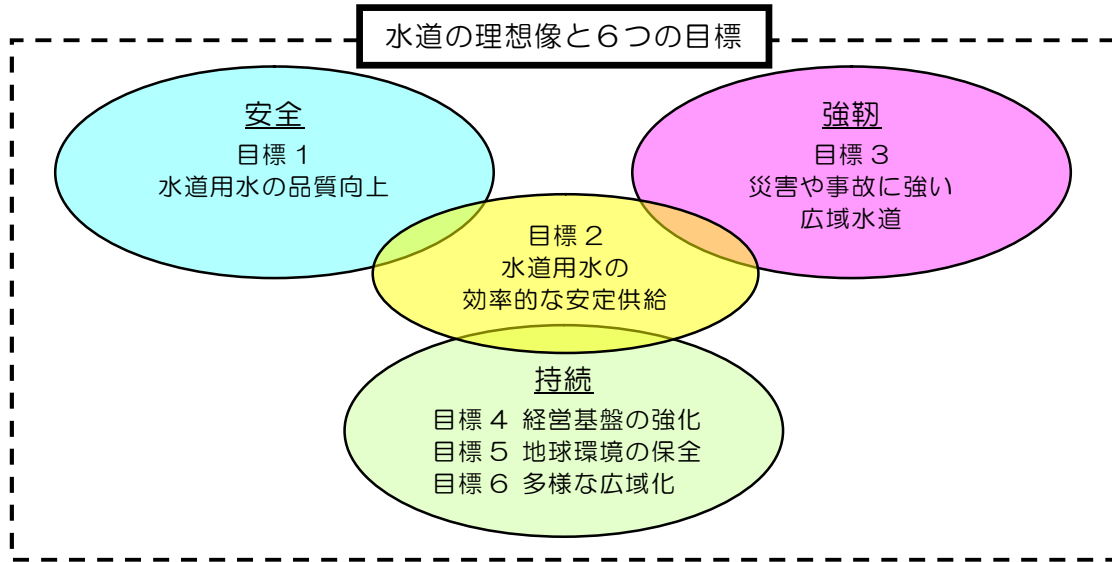 水道の理想像と６つの目標
安全
目標１
水道用水の品質向上
強靭
目標３
災害や事故に強い
広域水道
目標２
水道用水の
効率的な安定供給
持続
目標４ 経営基盤の強化
目標５ 地球環境の保全
目標６ 多様な広域化